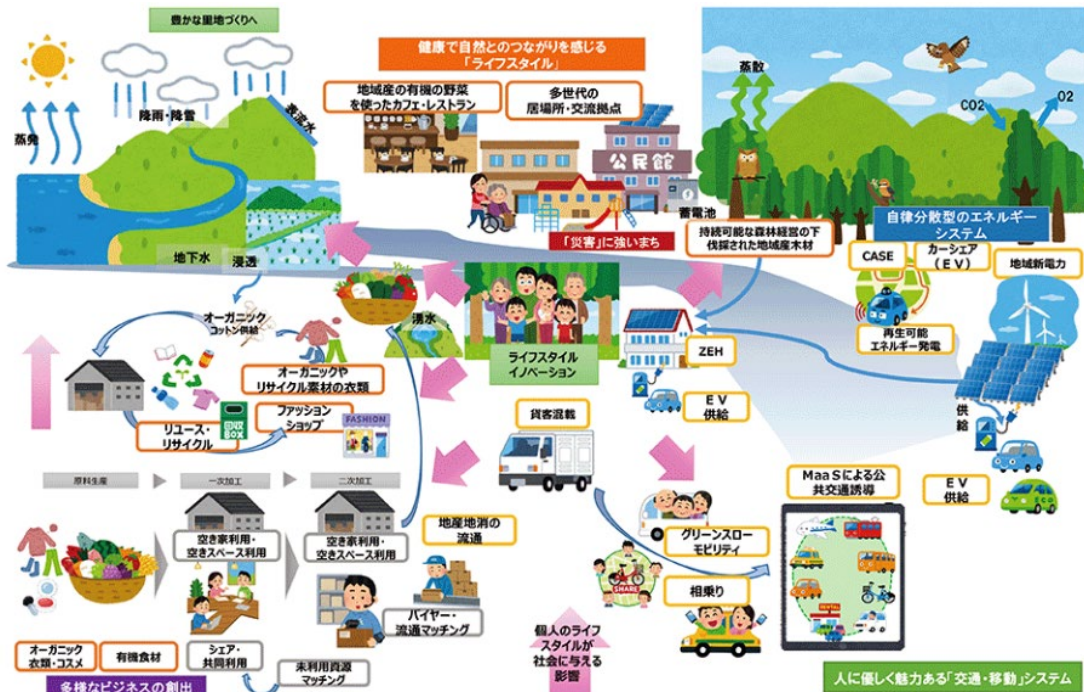 豊かな里地づくりへ
蒸発
降雨・降雪
表流水
地下水
浸透
健康で自然とのつながりを感じる
「ライフスタイル」
地域産の有機の野菜
を使ったカフェ・レストラン
多世代の
居場所・交流拠点
公民館
蓄電池
「災害」に強いまち
蒸散
CO2
O2
持続可能な森林経営の下
伐採された地域産木材
自律分散型のエネルギー
システム
CASE
カーシェア
(EV)
地域新電力
再生可能
エネルギー発電
供給
EV
供給
オーガニック
コットン供給
湧水
オーガニックや
リサイクル素材の衣類
リユース・
リサイクル
回収
BOX
ファッション
ショップ
FASHION
ライフスタイル
イノベーション
ZEH
EV
供給
貨客混載
原料生産
一次加工
二次加工
空き家利用・
空きスペース利用
空き家利用・
空きスペース利用
地産地消の
流通
バイヤー・
流通マッチング
オーガニック
衣類・コスメ
有機食材
シェア・
共同利用
未利用資源
マッチング
多様なビジネスの創出
個人のライフ
スタイルが
社会に与える
影響
グリーンスロー
モビリティ
SHARE
相乗り
MaaSによる公
共交通誘導
RENTAL
人に優しく魅力ある「交通・移動」システム